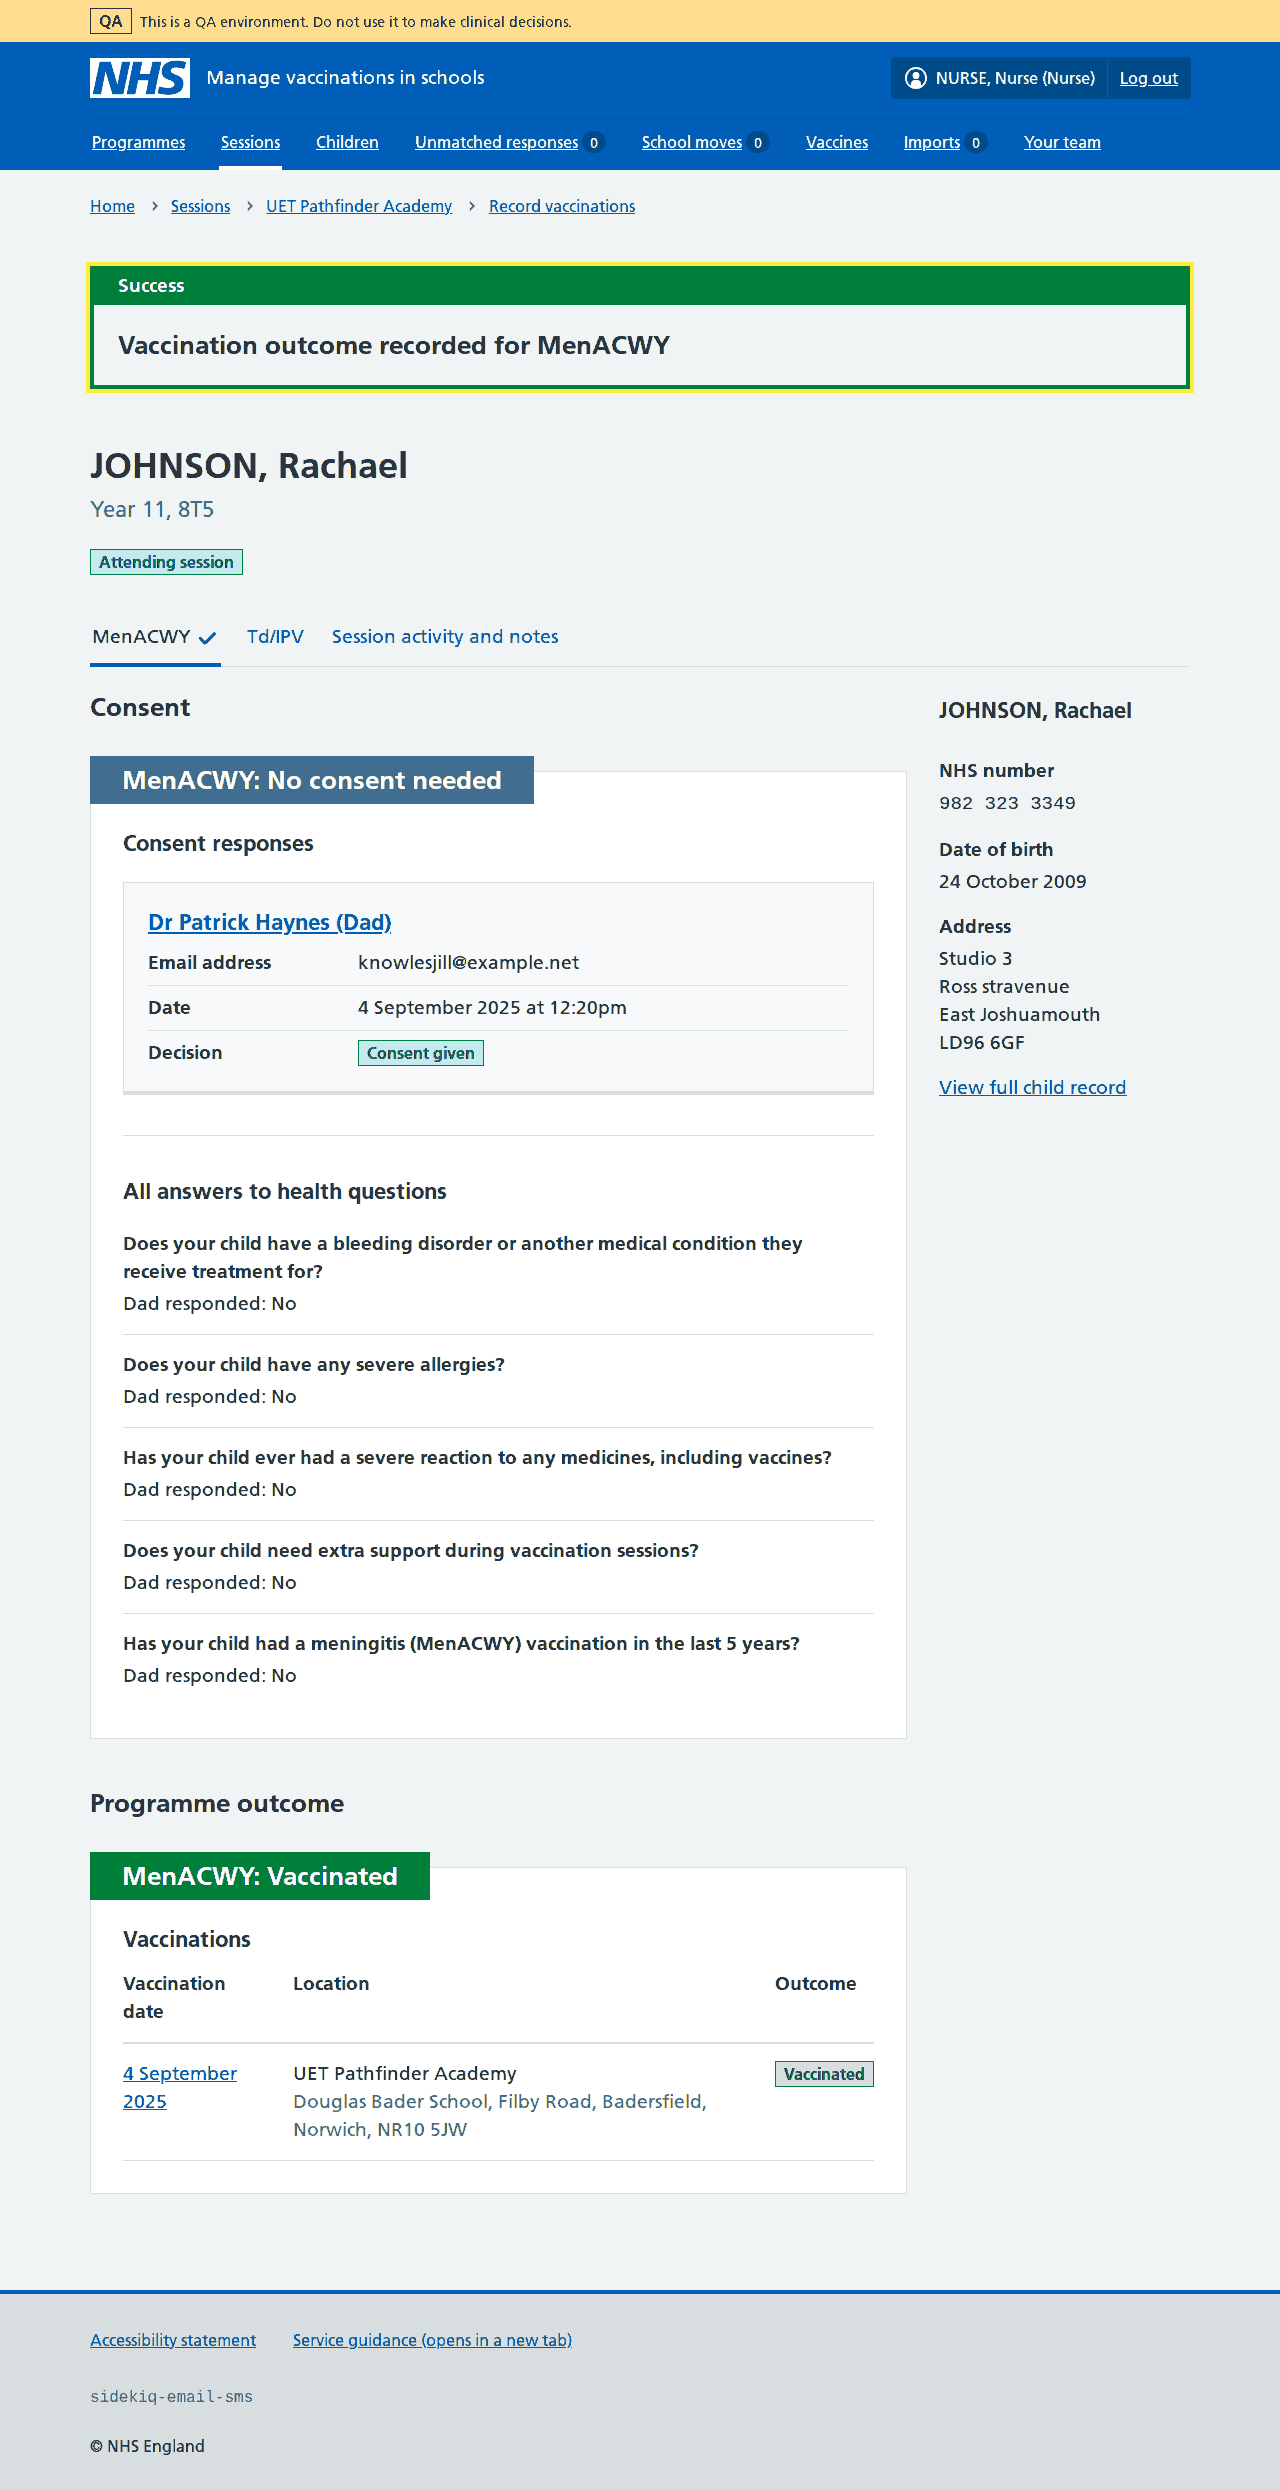 QA This is a QA environment. Do not use it to make clinical decisions.
NHS Manage vaccinations in schools NURSE, Nurse (Nurse) Log out
Programmes Sessions Children Unmatched responses 0 School moves 0 Vaccines Imports 0 Your team
Home Sessions UET Pathfinder Academy Record vaccinations
Success
Vaccination outcome recorded for MenACWY
JOHNSON, Rachael
Year 11, 8T5
Attending session
MenACWY Td/IPV Session activity and notes
Consent
MenACWY: No consent needed
Consent responses
Dr Patrick Haynes (Dad)
Email address knowlesjill@example.net
Date 4 September 2025 at 12:20pm
Decision Consent given
All answers to health questions
Does your child have a bleeding disorder or another medical condition they
receive treatment for?
Dad responded: No
Does your child have any severe allergies?
Dad responded: No
Has your child ever had a severe reaction to any medicines, including vaccines?
Dad responded: No
Does your child need extra support during vaccination sessions?
Dad responded: No
Has your child had a meningitis (MenACWY) vaccination in the last 5 years?
Dad responded: No
JOHNSON, Rachael
NHS number
982 323 3349
Date of birth
24 October 2009
Address
Studio 3
Ross stravenue
East Joshuamouth
LD96 6GF
View full child record
Programme outcome
MenACWY: Vaccinated
Vaccinations
Vaccination date Location Outcome
4 September 2025 UET Pathfinder Academy Vaccinated
Douglas Bader School, Filby Road, Badersfield,
Norwich, NR10 5JW
Accessibility statement Service guidance (opens in a new tab)
sidekiq-email-sms
© NHS England